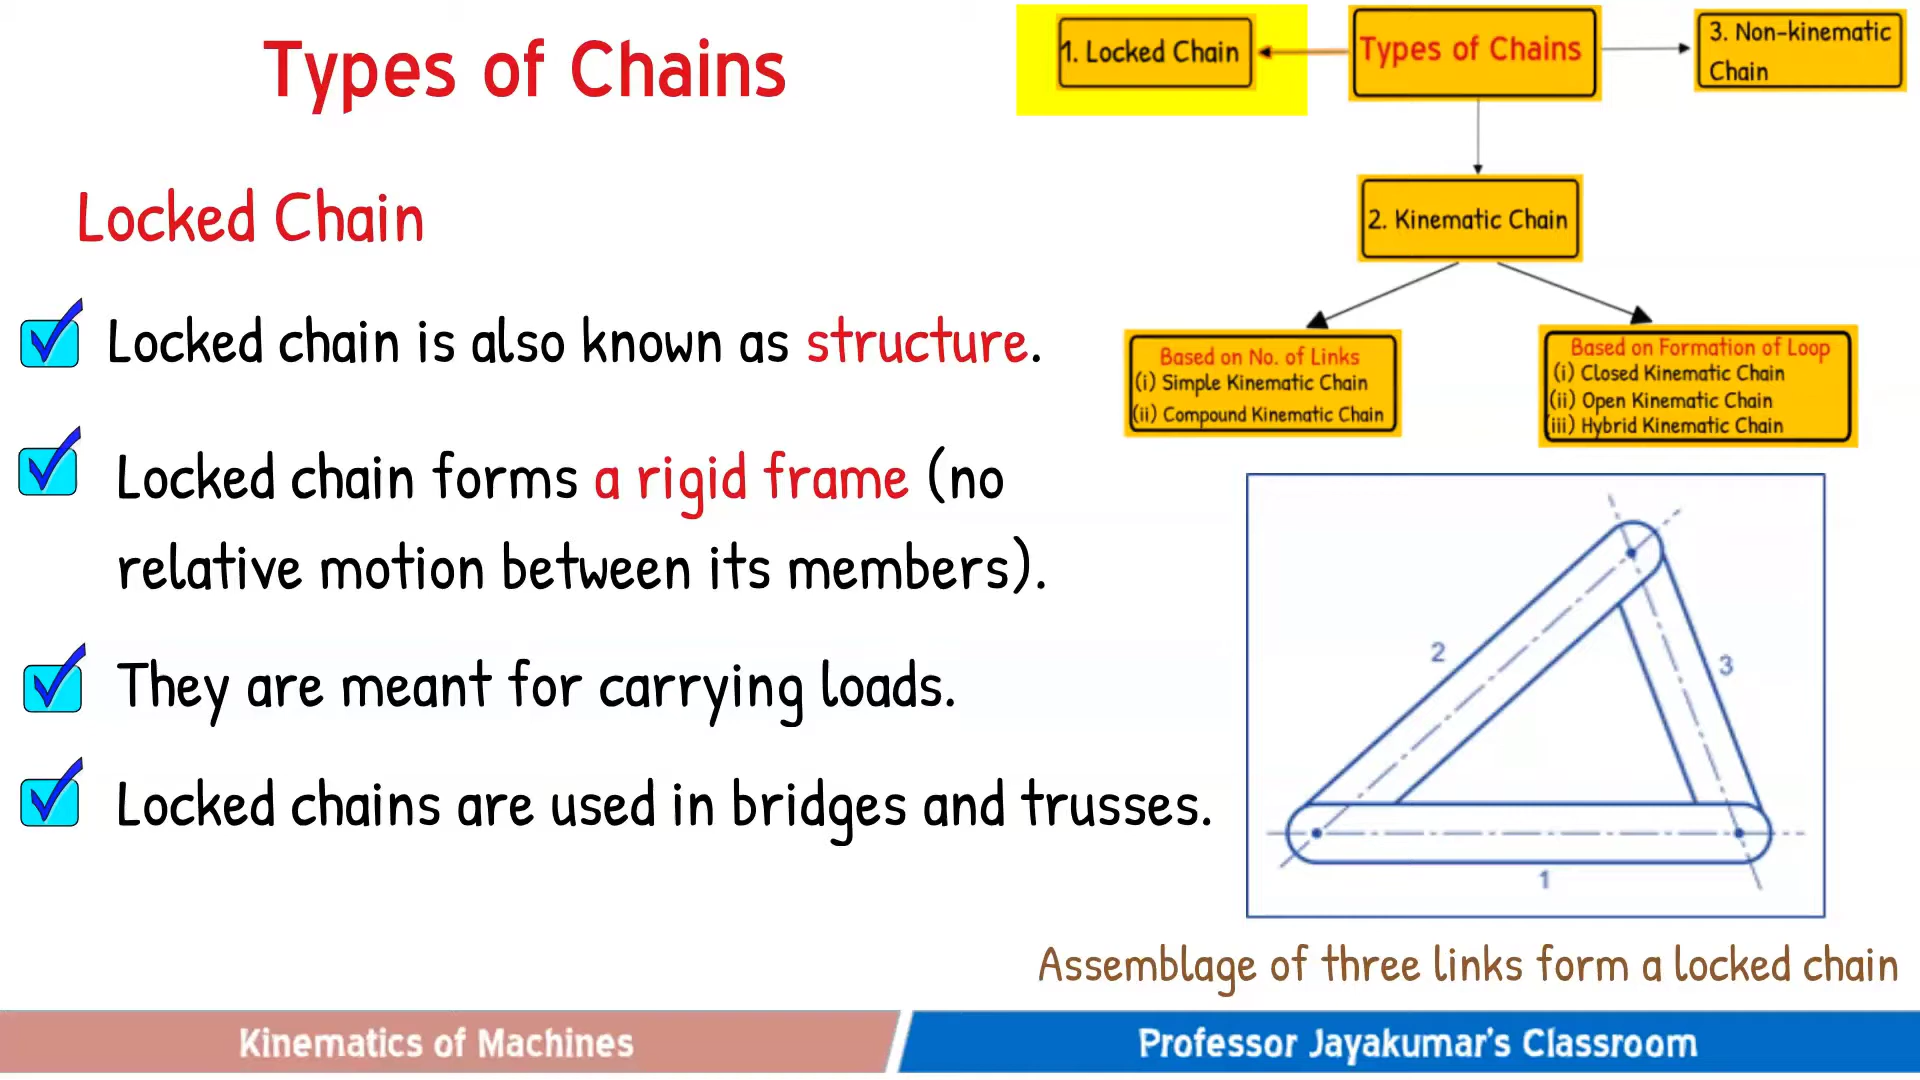 Types of Chains
Locked Chain
Locked chain is also known as structure.
Locked chain forms a rigid frame (no
relative motion between its members).
They are meant for carrying loads.
Locked chains are used in bridges and trusses.
1. Locked Chain
Types of Chains
3. Non-kinematic
Chain
2. Kinematic Chain
Based on No. of Links
(i) Simple Kinematic Chain
(ii) Compound Kinematic Chain
Based on Formation of Loop
(i) Closed Kinematic Chain
(ii) Open Kinematic Chain
(iii) Hybrid Kinematic Chain
2
3
1
Assemblage of three links form a locked chain
Kinematics of Machines
Professor Jayakumar's Classroom